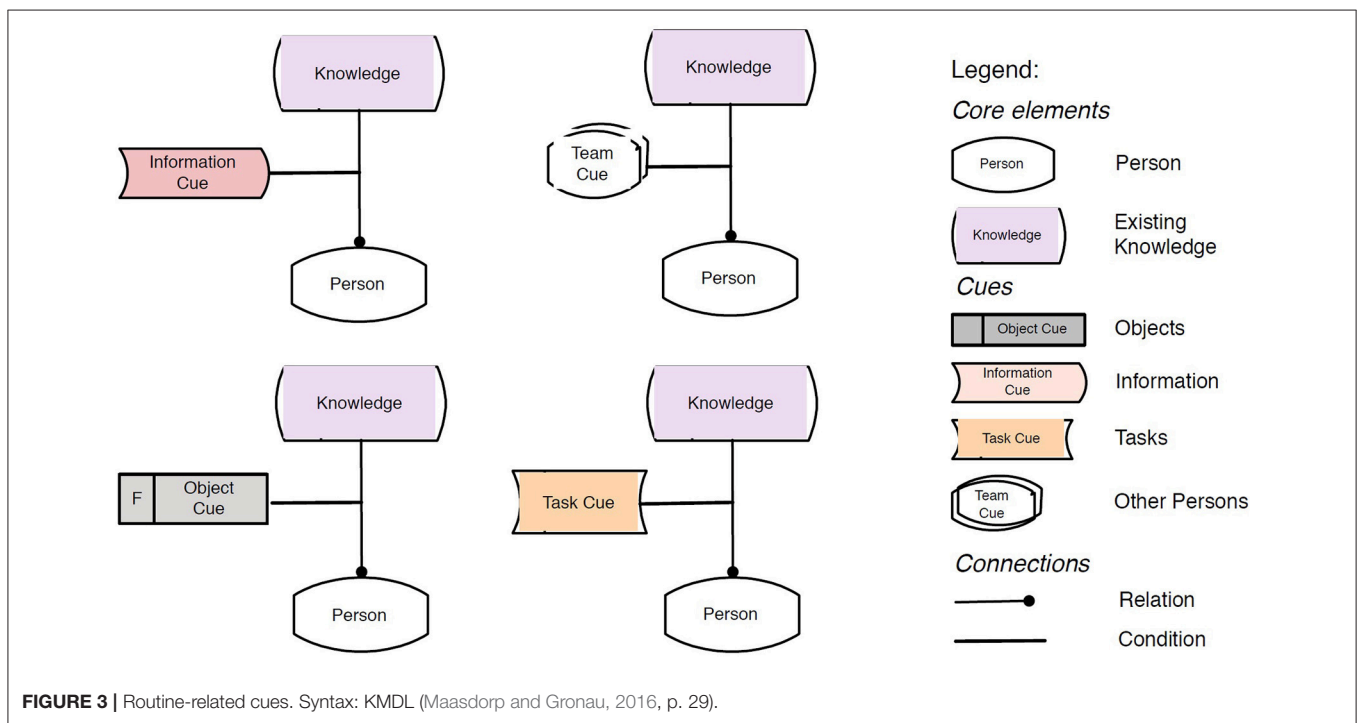 Knowledge
Information
Cue
Person
Knowledge
Team
Cue
Person
Knowledge
F
Object
Cue
Person
Knowledge
Task Cue
Person
Legend:
Core elements
Person
Person
Knowledge
Existing
Knowledge
Cues
Object Cue
Objects
Information
Cue
Information
Task Cue
Tasks
Team
Cue
Other Persons
Connections
Relation
Condition
FIGURE 3 | Routine-related cues. Syntax: KMDL (Maasdorp and Gronau, 2016, p. 29).